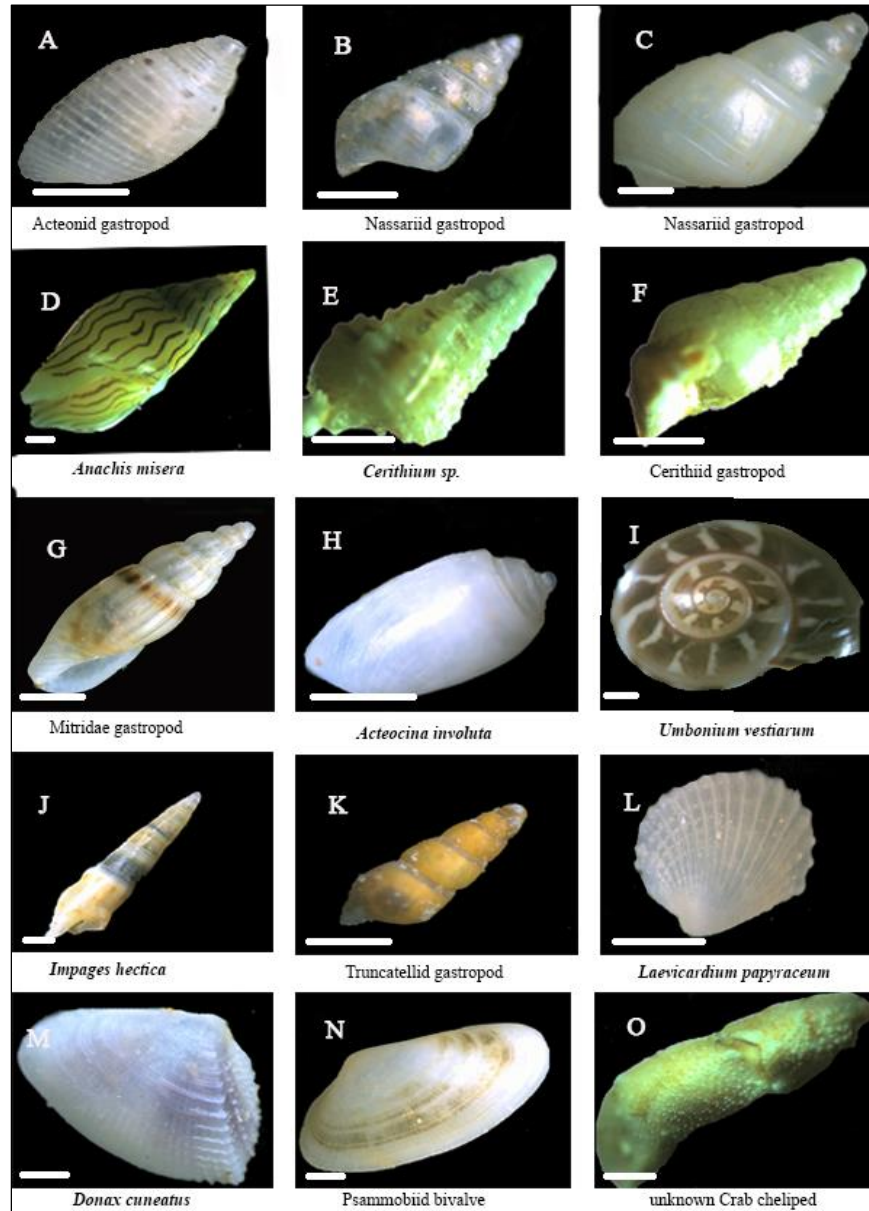 A B C
Acteonid gastropod Nassariid gastropod Nassariid gastropod
D E F
Anachis misera Cerithium sp. Cerithiid gastropod
G H I
Mitridae gastropod Acteocina involuta Umbonium vestiarum
J K L
Impages hectica Truncatellid gastropod Laevicardium papyraceum
M N O
Donax cuneatus Psammobiid bivalve unknown Crab cheliped